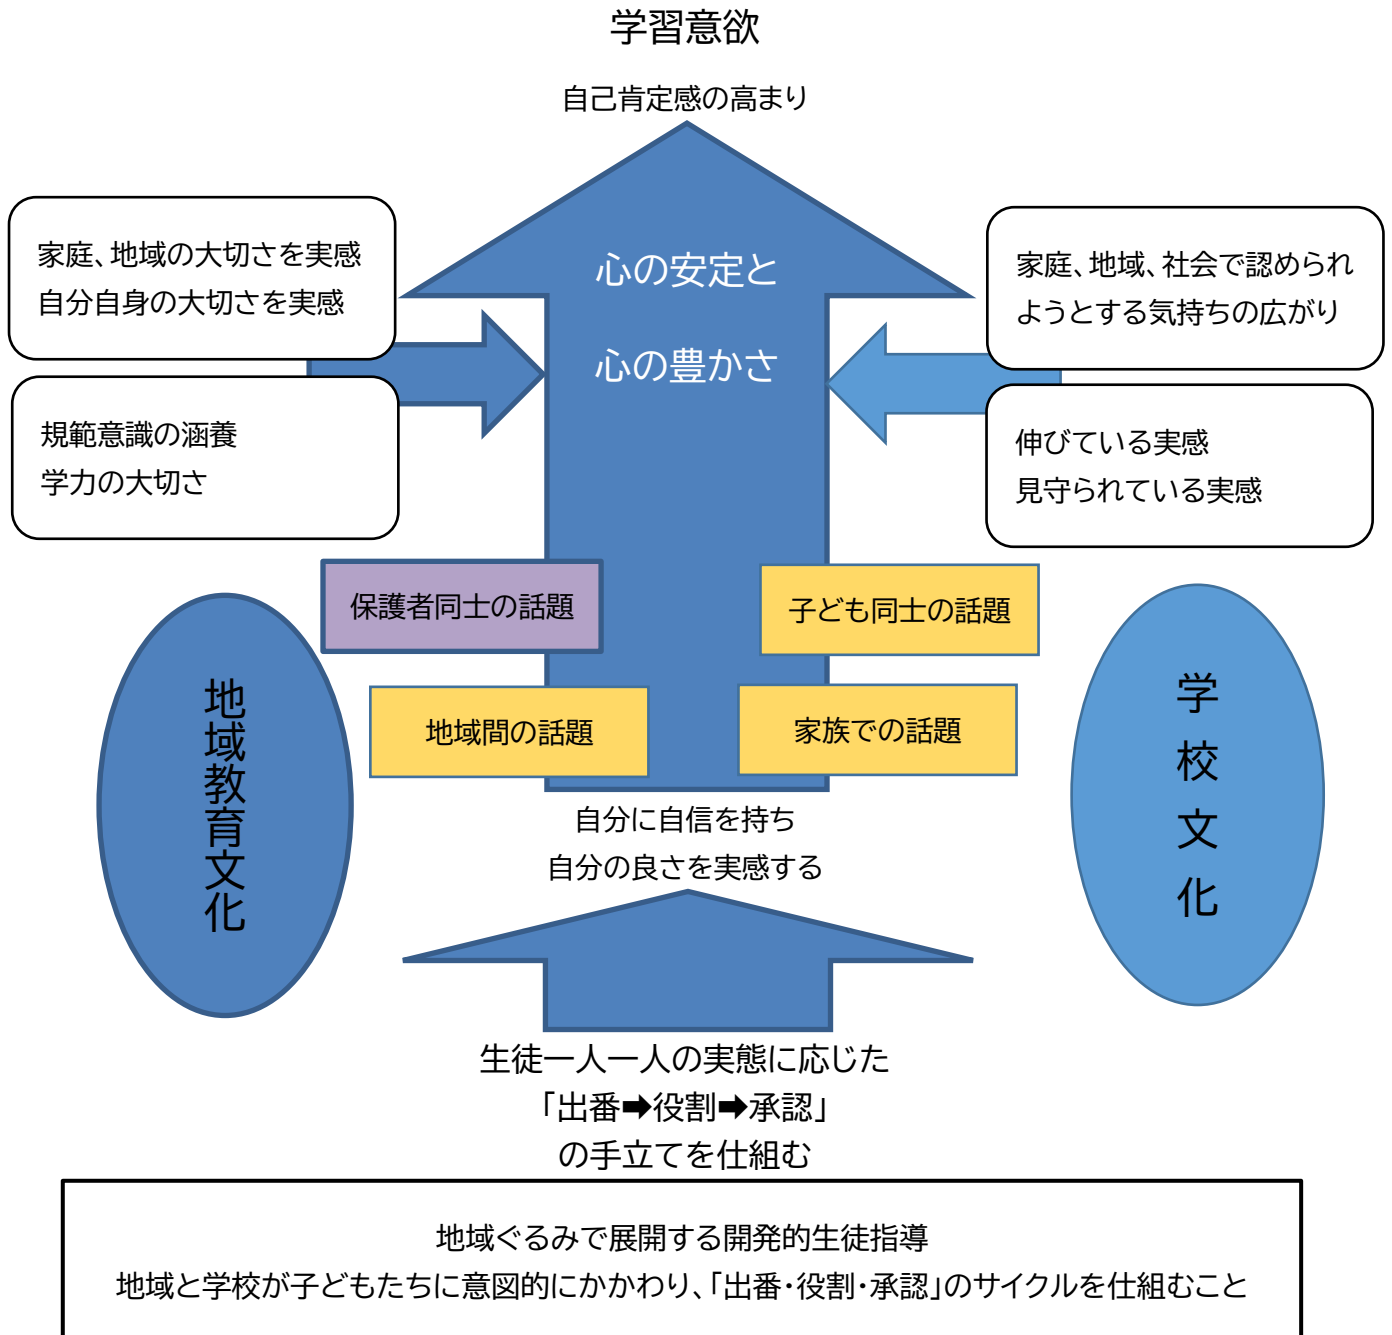 学習意欲
自己肯定感の高まり
家庭、地域の大切さを実感
自分自身の大切さを実感
心の安定と
心の豊かさ
家庭、地域、社会で認められ
ようとする気持ちの広がり
規範意識の涵養
学力の大切さ
伸びている実感
見守られている実感
保護者同士の話題
子ども同士の話題
地域間の話題
家族での話題
地域教育文化
学校文化
自分に自信を持ち
自分の良さを実感する
生徒一人一人の実態に応じた
「出番➡役割➡承認」
の手立てを仕組む
地域ぐるみで展開する開発的生徒指導
地域と学校が子どもたちに意図的にかかわり、「出番・役割・承認」のサイクルを仕組むこと